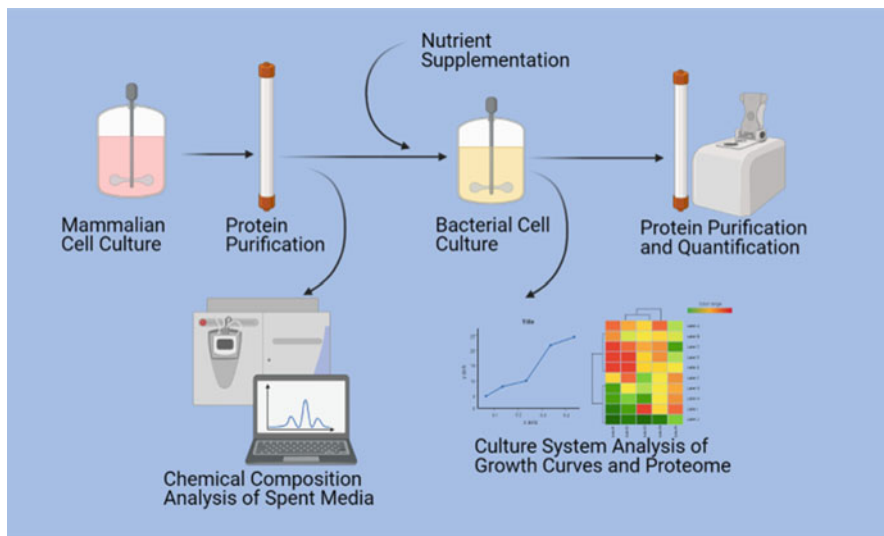 Nutrient
Supplementation
Mammalian
Cell Culture
Protein
Purification
Bacterial Cell
Culture
Protein Purification
and Quantification
Title
Chemical Composition
Analysis of Spent Media
Culture System Analysis of
Growth Curves and Proteome